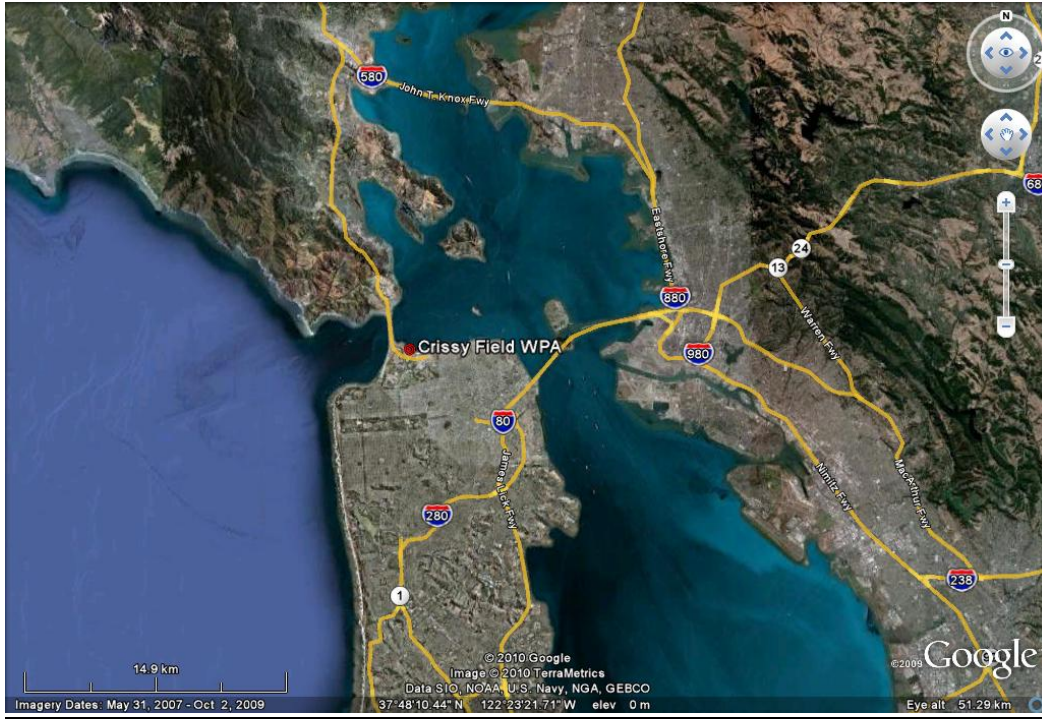 N
2
580
John T. Knox Fwy
680
Eastshore Fwy
24
13
880
Warren Fwy
Crissy Field WPA
980
80
James Lick Fwy
MacArthur Fwy
Nimitz Fwy
280
238
1
14.9 km
© 2010 Google
Image © 2010 TerraMetrics
Data SIO, NOAA, U.S. Navy, NGA, GEBCO
©2009 Google
Imagery Dates: May 31, 2007 - Oct 2, 2009
37°48'10.44" N 122°23'21.71" W elev 0 m
Eye alt 51.29 km